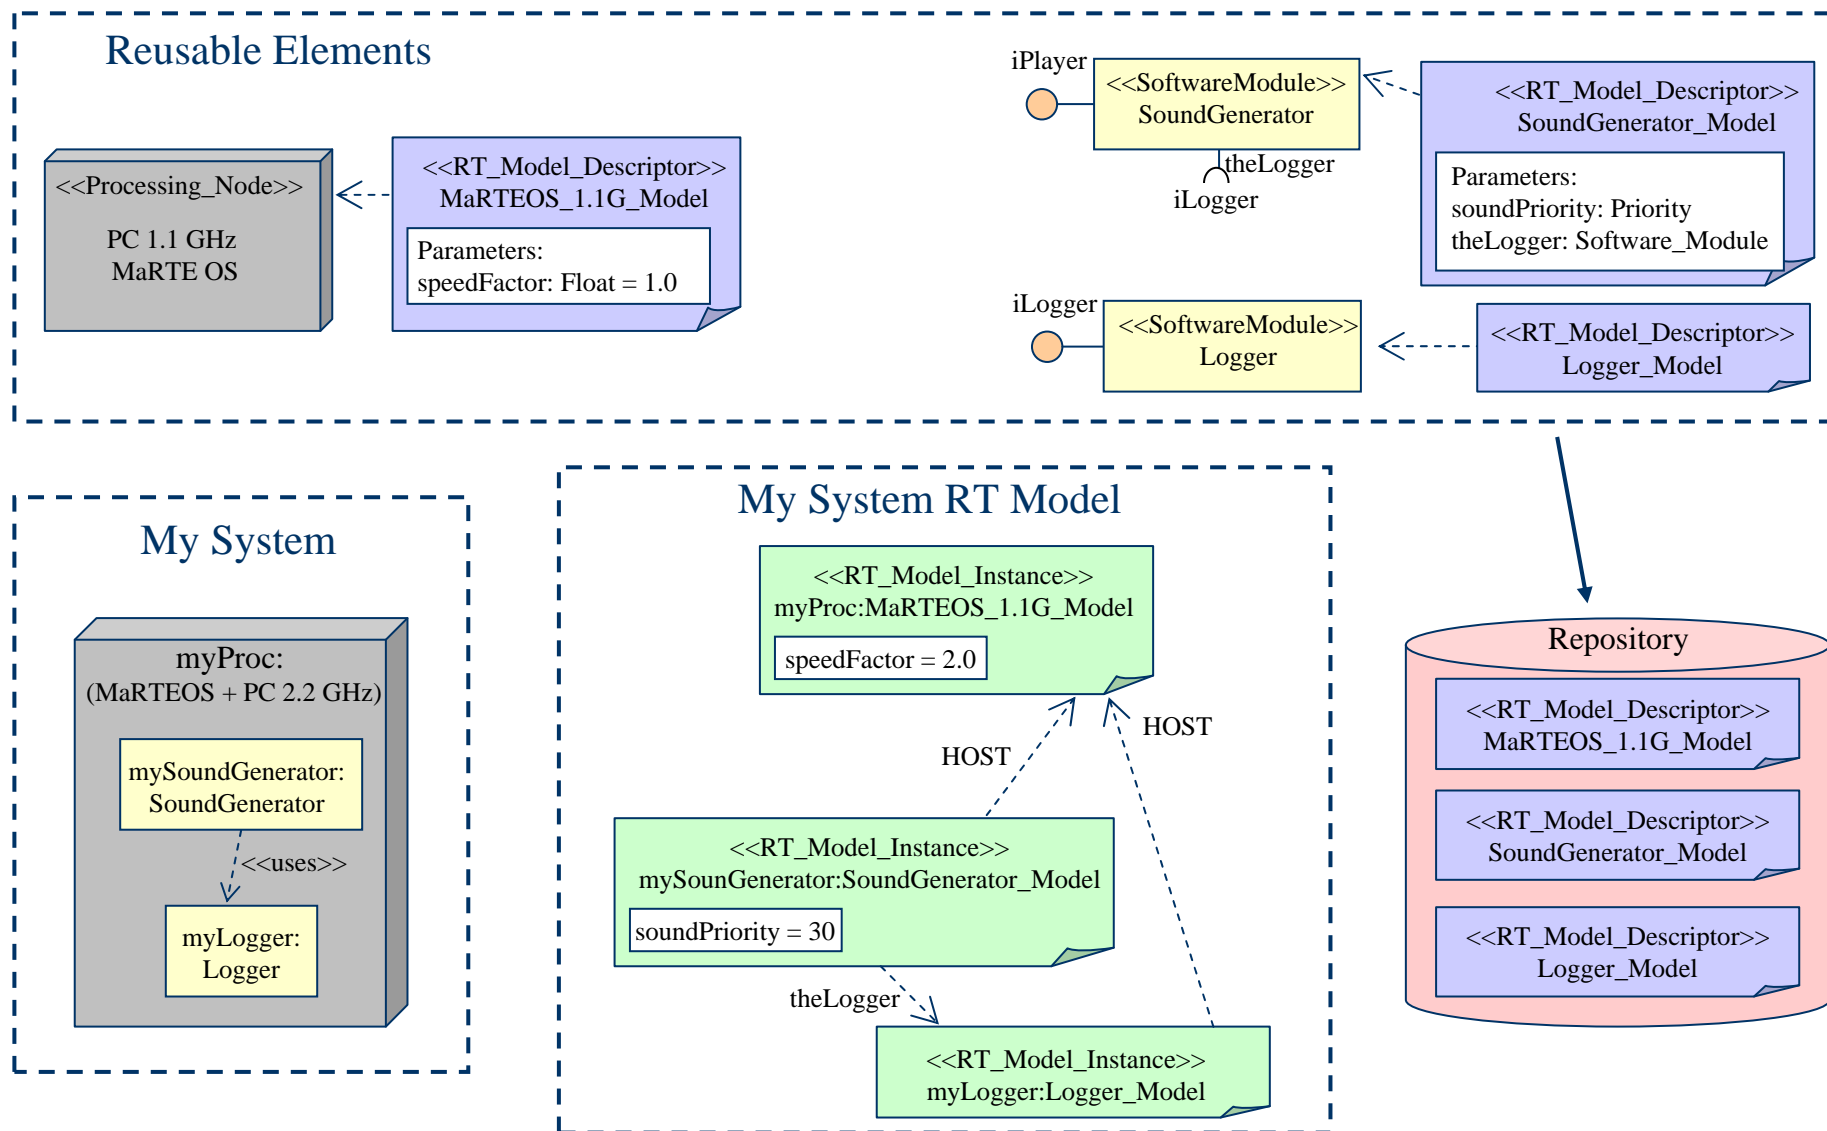 Reusable Elements
<<Processing_Node>>
PC 1.1 GHz
MaRTE OS
<<RT_Model_Descriptor>>
MaRTEOS_1.1G_Model
Parameters:
speedFactor: Float = 1.0
iPlayer
<<SoftwareModule>>
SoundGenerator
theLogger
iLogger
<<RT_Model_Descriptor>>
SoundGenerator_Model
Parameters:
soundPriority: Priority
theLogger: Software_Module
iLogger
<<SoftwareModule>>
Logger
<<RT_Model_Descriptor>>
Logger_Model
My System
myProc:
(MaRTEOS + PC 2.2 GHz)
mySoundGenerator:
SoundGenerator
<<uses>>
myLogger:
Logger
My System RT Model
<<RT_Model_Instance>>
myProc:MaRTEOS_1.1G_Model
speedFactor = 2.0
HOST
HOST
<<RT_Model_Instance>>
mySounGenerator:SoundGenerator_Model
soundPriority = 30
theLogger
<<RT_Model_Instance>>
myLogger:Logger_Model
Repository
<<RT_Model_Descriptor>>
MaRTEOS_1.1G_Model
<<RT_Model_Descriptor>>
SoundGenerator_Model
<<RT_Model_Descriptor>>
Logger_Model